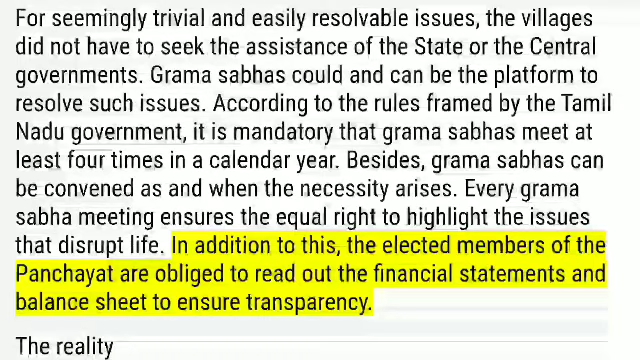 For seemingly trivial and easily resolvable issues, the villages
did not have to seek the assistance of the State or the Central
governments. Grama sabhas could and can be the platform to
resolve such issues. According to the rules framed by the Tamil
Nadu government, it is mandatory that grama sabhas meet at
least four times in a calendar year. Besides, grama sabhas can
be convened as and when the necessity arises. Every grama
sabha meeting ensures the equal right to highlight the issues
that disrupt life. In addition to this, the elected members of the
Panchayat are obliged to read out the financial statements and
balance sheet to ensure transparency.
The reality